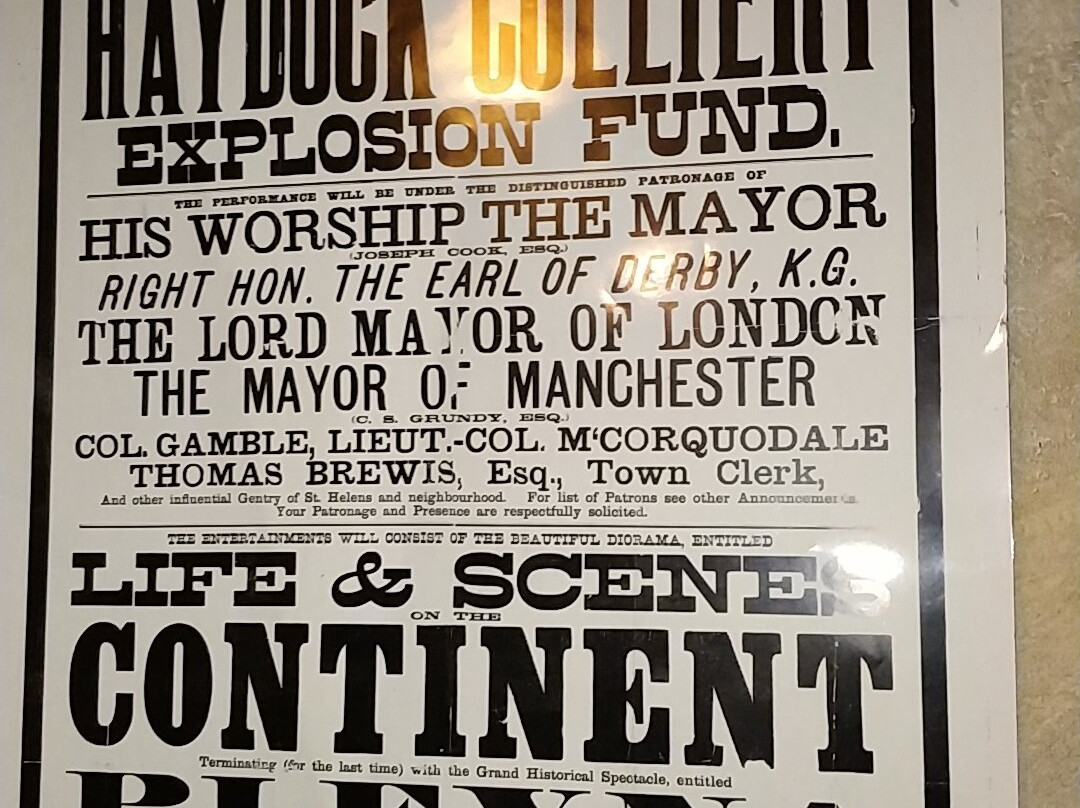 HAYDOCK COLLIERY
EXPLOSION FUND.
THE PERFORMANCE WILL BE UNDER THE DISTINGUISHED PATRONAGE OF
HIS WORSHIP THE MAYOR
(JOSEPH COOK, ESQ.)
RIGHT HON. THE EARL OF DERBY, K.G.
THE LORD MAYOR OF LONDON
THE MAYOR OF MANCHESTER
(C. S. GRUNDY, ESQ.)
COL. GAMBLE, LIEUT.-COL. M‘CORQUODALE
THOMAS BREWIS, Esq., Town Clerk,
And other influential Gentry of St. Helens and neighbourhood. For list of Patrons see other Announcements.
Your Patronage and Presence are respectfully solicited.
THE ENTERTAINMENTS WILL CONSIST OF THE BEAUTIFUL DIORAMA, ENTITLED
LIFE & SCENES
ON THE
CONTINENT
Terminating (for the last time) with the Grand Historical Spectacle, entitled